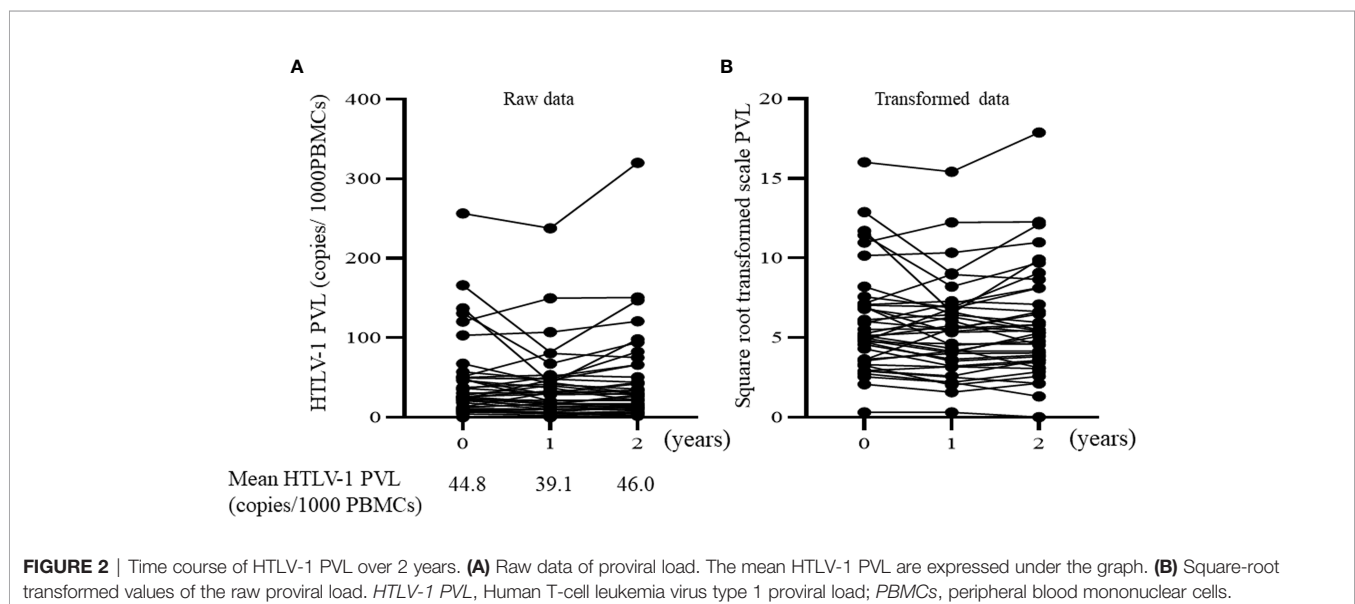 A
B
HTLV-1 PVL (copies/ 1000PBMCs)
Raw data
400
300
200
100
0
0 1 2 (years)
Square root transformed scale PVL
Transformed data
20
15
10
5
0
0 1 2 (years)
Mean HTLV-1 PVL 44.8 39.1 46.0
(copies/1000 PBMCs)
FIGURE 2 | Time course of HTLV-1 PVL over 2 years. (A) Raw data of proviral load. The mean HTLV-1 PVL are expressed under the graph. (B) Square-root
transformed values of the raw proviral load. HTLV-1 PVL, Human T-cell leukemia virus type 1 proviral load; PBMCs, peripheral blood mononuclear cells.